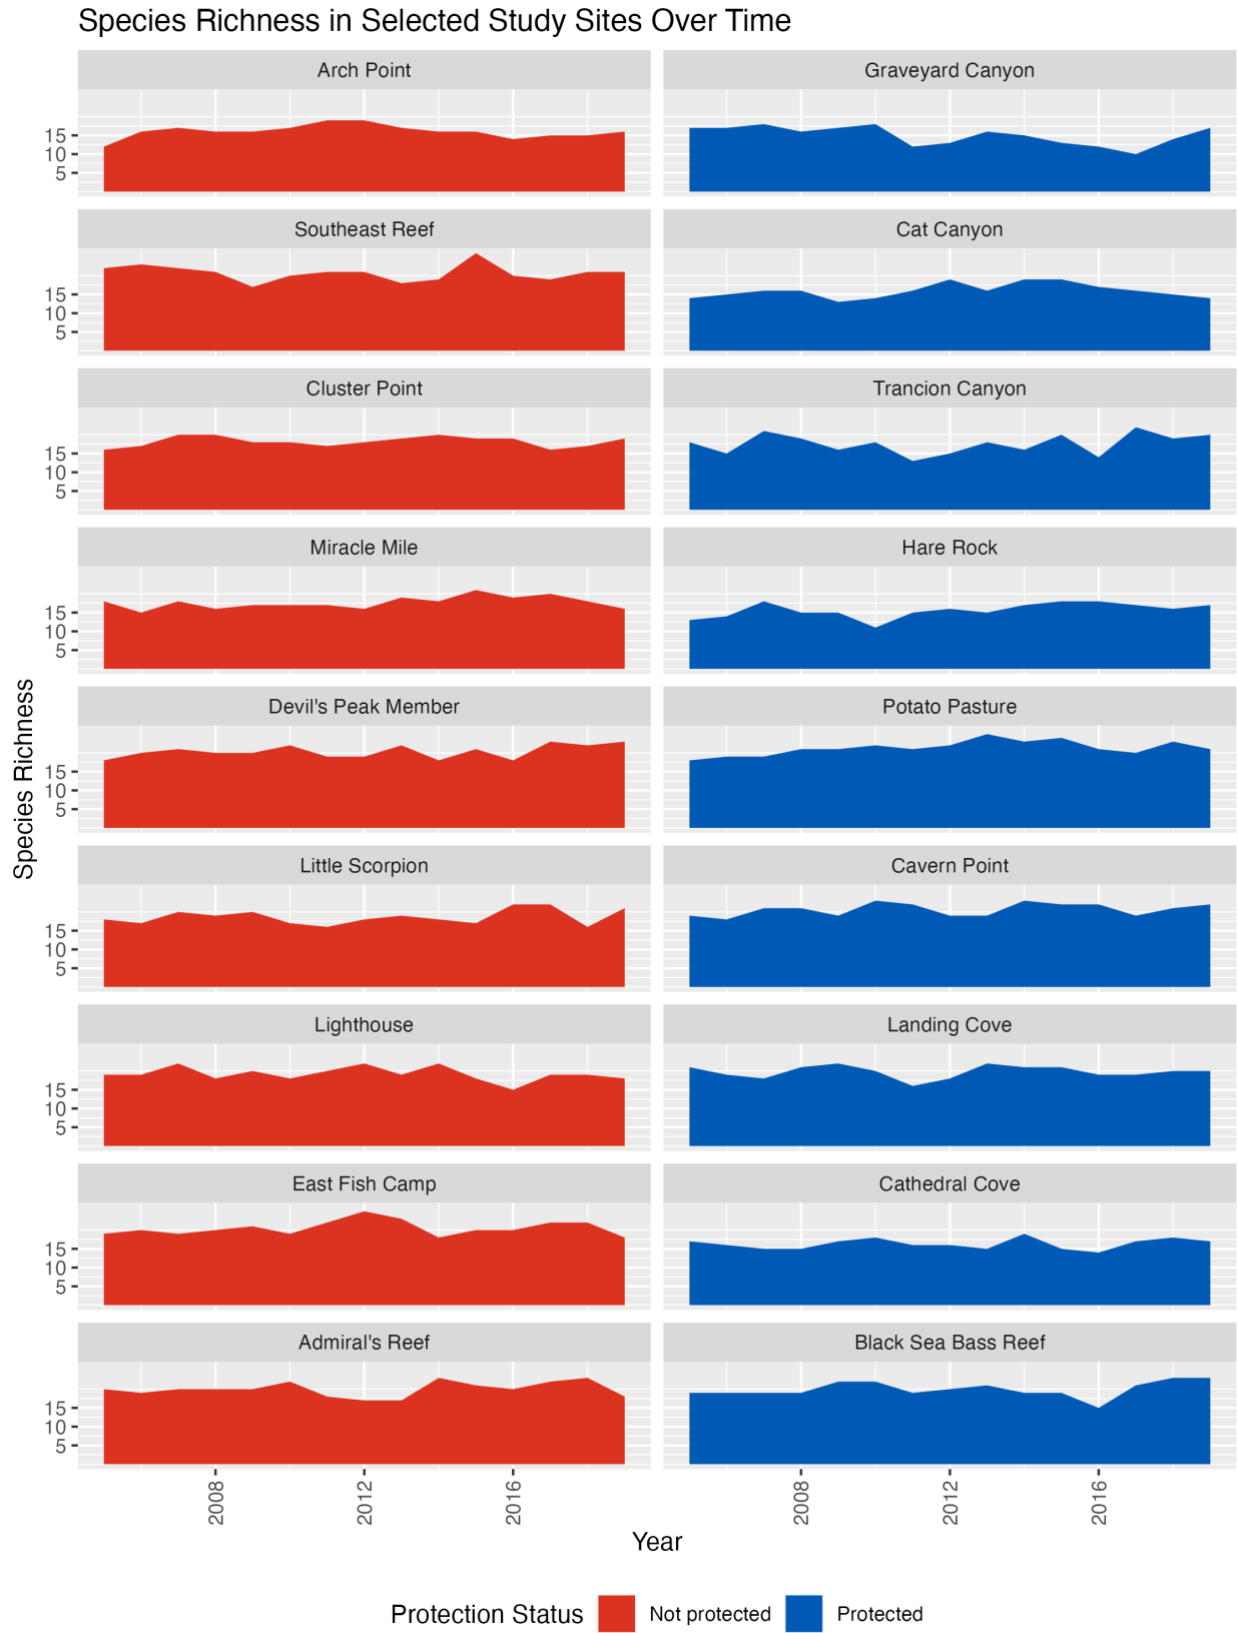 Species Richness in Selected Study Sites Over Time
Arch Point
Graveyard Canyon
15
10
5
Southeast Reef
Cat Canyon
15
10
5
Cluster Point
Trancion Canyon
15
10
5
Miracle Mile
Hare Rock
15
10
5
Devil's Peak Member
Potato Pasture
15
10
5
Little Scorpion
Cavern Point
15
10
5
Lighthouse
Landing Cove
15
10
5
East Fish Camp
Cathedral Cove
15
10
5
Admiral's Reef
Black Sea Bass Reef
15
10
5
Species Richness
2008 2012 2016 2008 2012 2016
Year
Protection Status Not protected Protected